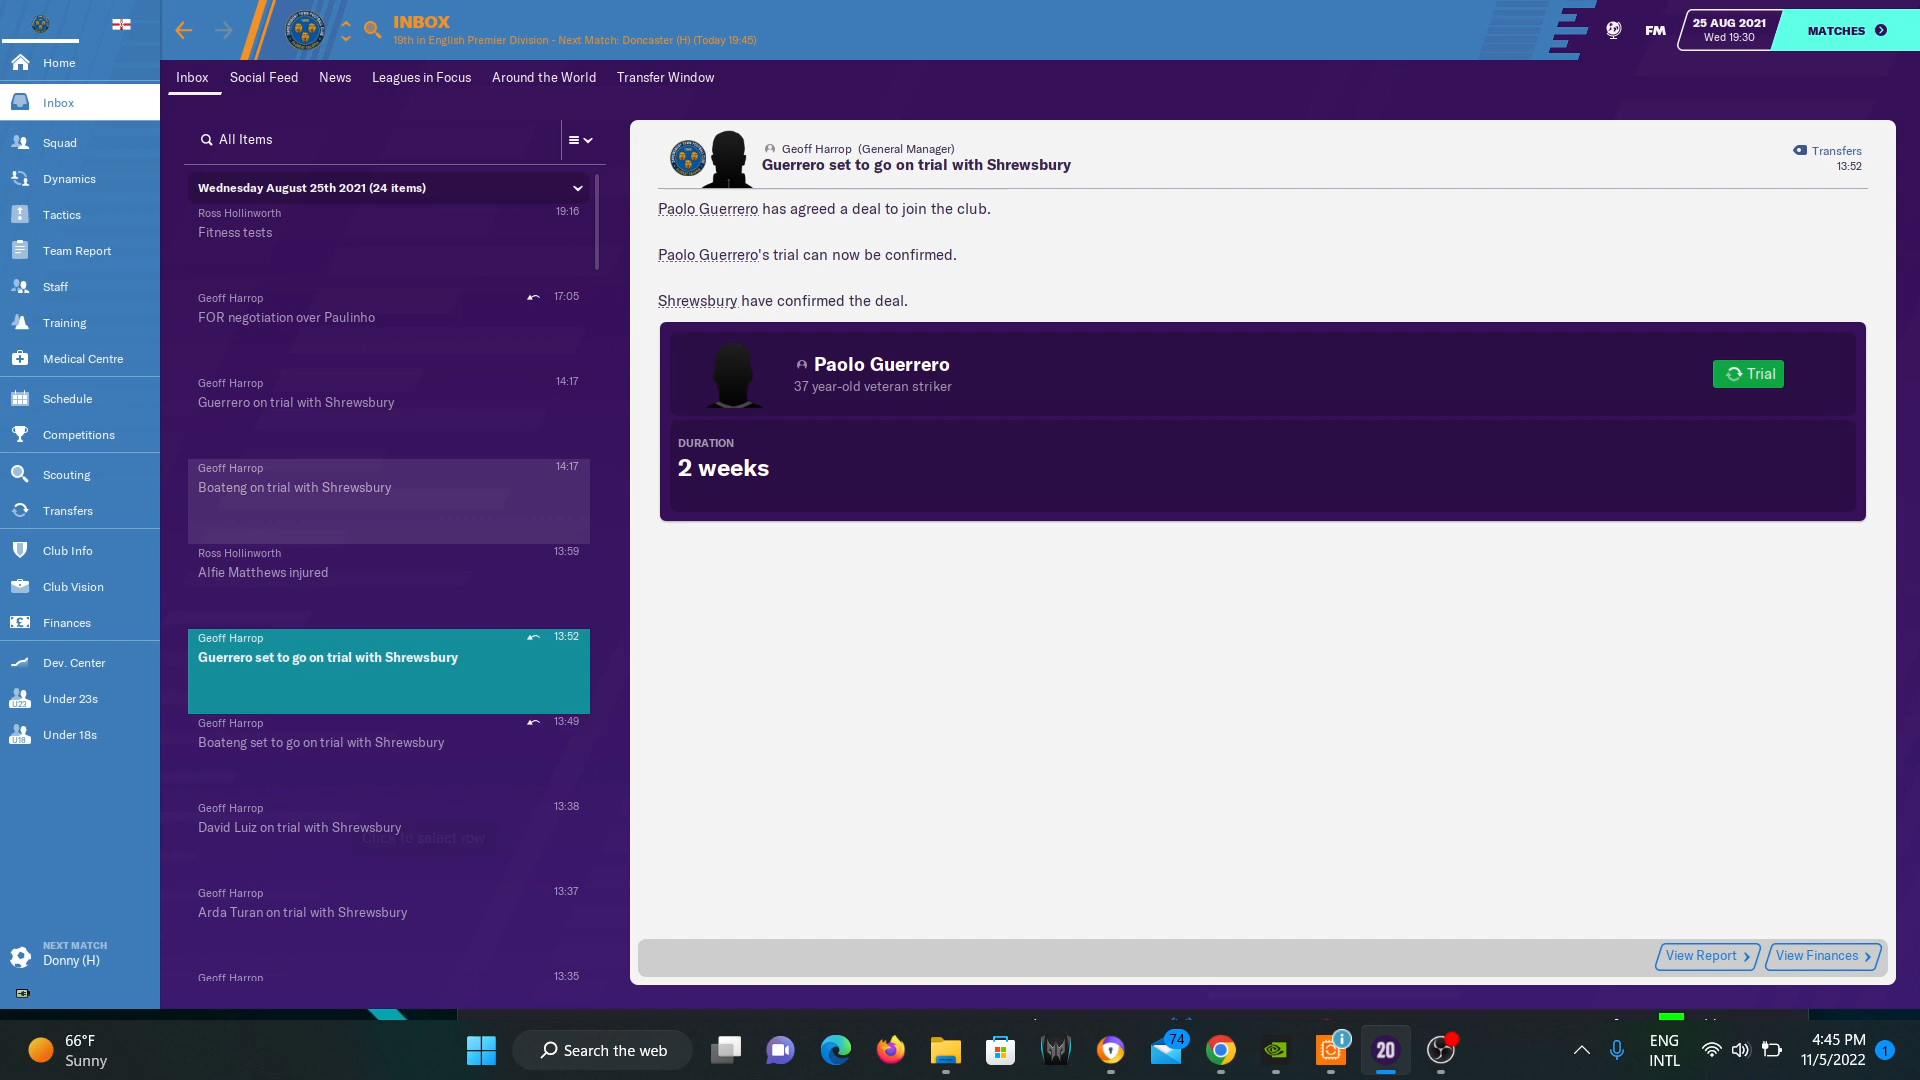 INBOX
19th in English Premier Division - Next Match: Doncaster (H) (Today 19:45)
FM
25 AUG 2021
Wed 19:30
MATCHES
Home
Inbox
Squad
Dynamics
Tactics
Team Report
Staff
Training
Medical Centre
Schedule
Competitions
Scouting
Transfers
Club Info
Club Vision
Finances
Dev. Center
U23
Under 23s
U18
Under 18s
NEXT MATCH
Donny (H)
Inbox
Social Feed
News
Leagues in Focus
Around the World
Transfer Window
All Items
Wednesday August 25th 2021 (24 items)
Ross Hollinworth 19:16
Fitness tests
Geoff Harrop 17:05
FOR negotiation over Paulinho
Geoff Harrop 14:17
Guerrero on trial with Shrewsbury
Geoff Harrop 14:17
Boateng on trial with Shrewsbury
Ross Hollinworth 13:59
Alfie Matthews injured
Geoff Harrop 13:52
Guerrero set to go on trial with Shrewsbury
Geoff Harrop 13:49
Boateng set to go on trial with Shrewsbury
Geoff Harrop 13:38
David Luiz on trial with Shrewsbury
Click to select row
Geoff Harrop 13:37
Arda Turan on trial with Shrewsbury
Geoff Harrop 13:35
Geoff Harrop (General Manager)
Guerrero set to go on trial with Shrewsbury
Transfers
13:52
Paolo Guerrero has agreed a deal to join the club.
Paolo Guerrero's trial can now be confirmed.
Shrewsbury have confirmed the deal.
Paolo Guerrero
37 year-old veteran striker
Trial
DURATION
2 weeks
View Report
View Finances
66°F
Sunny
Search the web
74
20
ENG
INTL
4:45 PM
11/5/2022
1